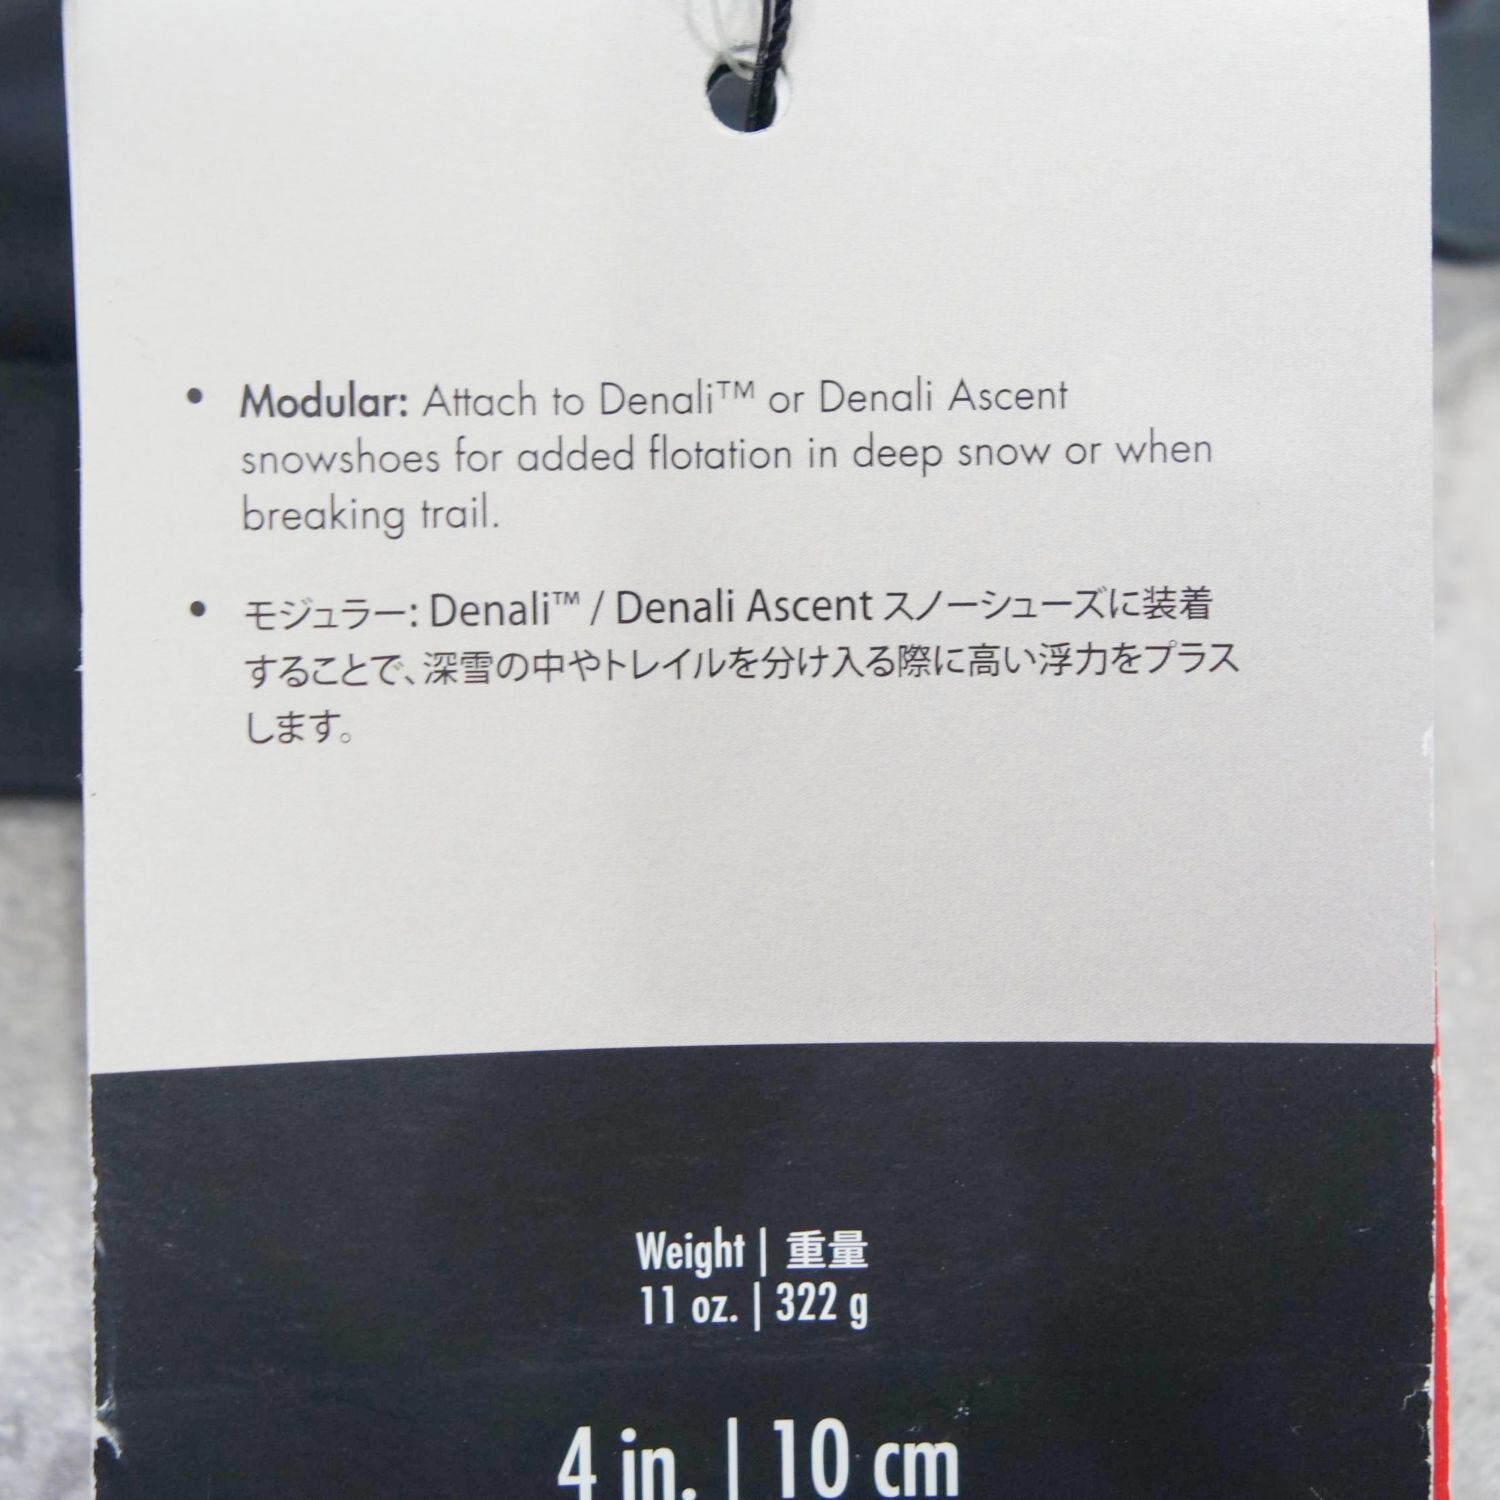 • Modular: Attach to Denali™ or Denali Ascent
snowshoes for added flotation in deep snow or when
breaking trail.
• モジュラー: Denali™ / Denali Ascent スノーシューズに装着
することで、深雪の中やトレイルを分け入る際に高い浮力をプラス
します。
Weight | 重量
11 oz. | 322 g
4 in. | 10 cm